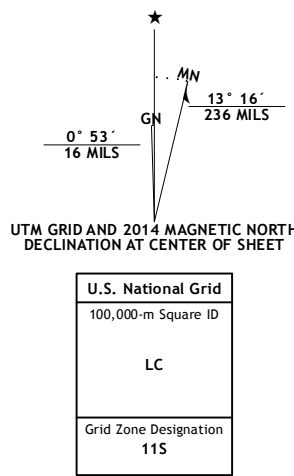 ★
MN
GN
0° 53´
16 MILS
13° 16´
236 MILS
UTM GRID AND 2014 MAGNETIC NORTH
DECLINATION AT CENTER OF SHEET
U.S. National Grid
100,000-m Square ID
LC
Grid Zone Designation
11S